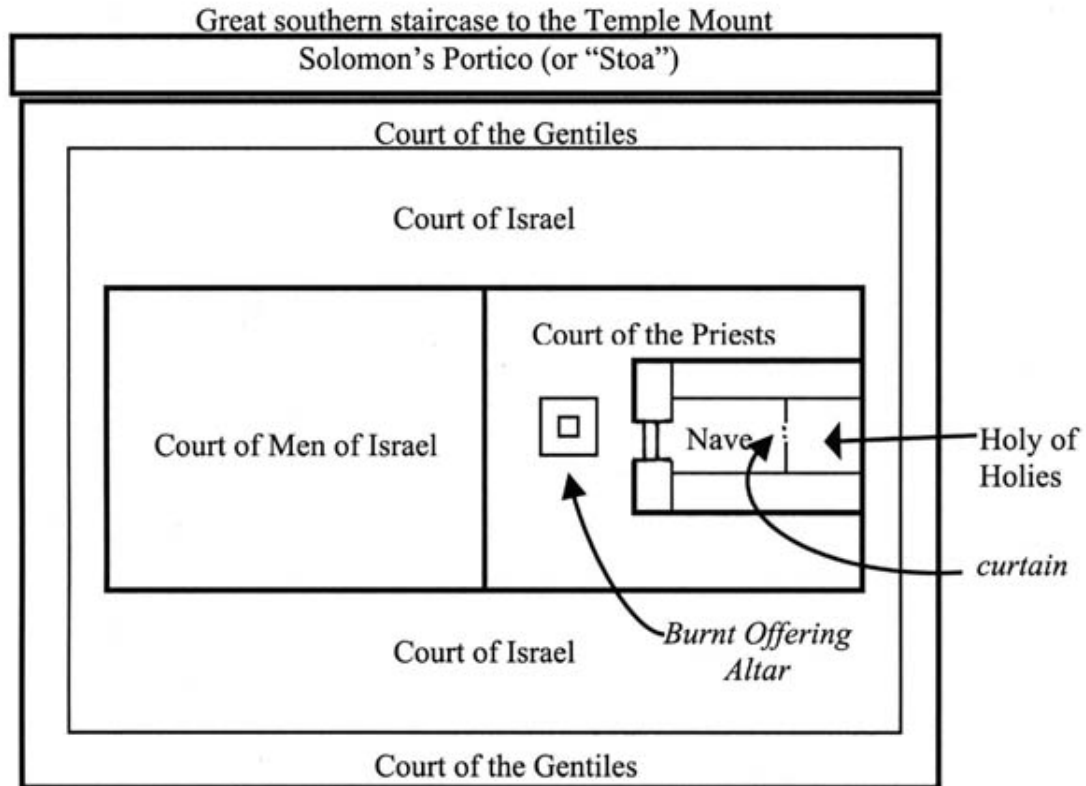 Great southern staircase to the Temple Mount
Solomon's Portico (or “Stoa”)
Court of the Gentiles
Court of Israel
Court of the Priests
Court of Men of Israel
Nave
Holy of
Holies
curtain
Burnt Offering
Altar
Court of Israel
Court of the Gentiles